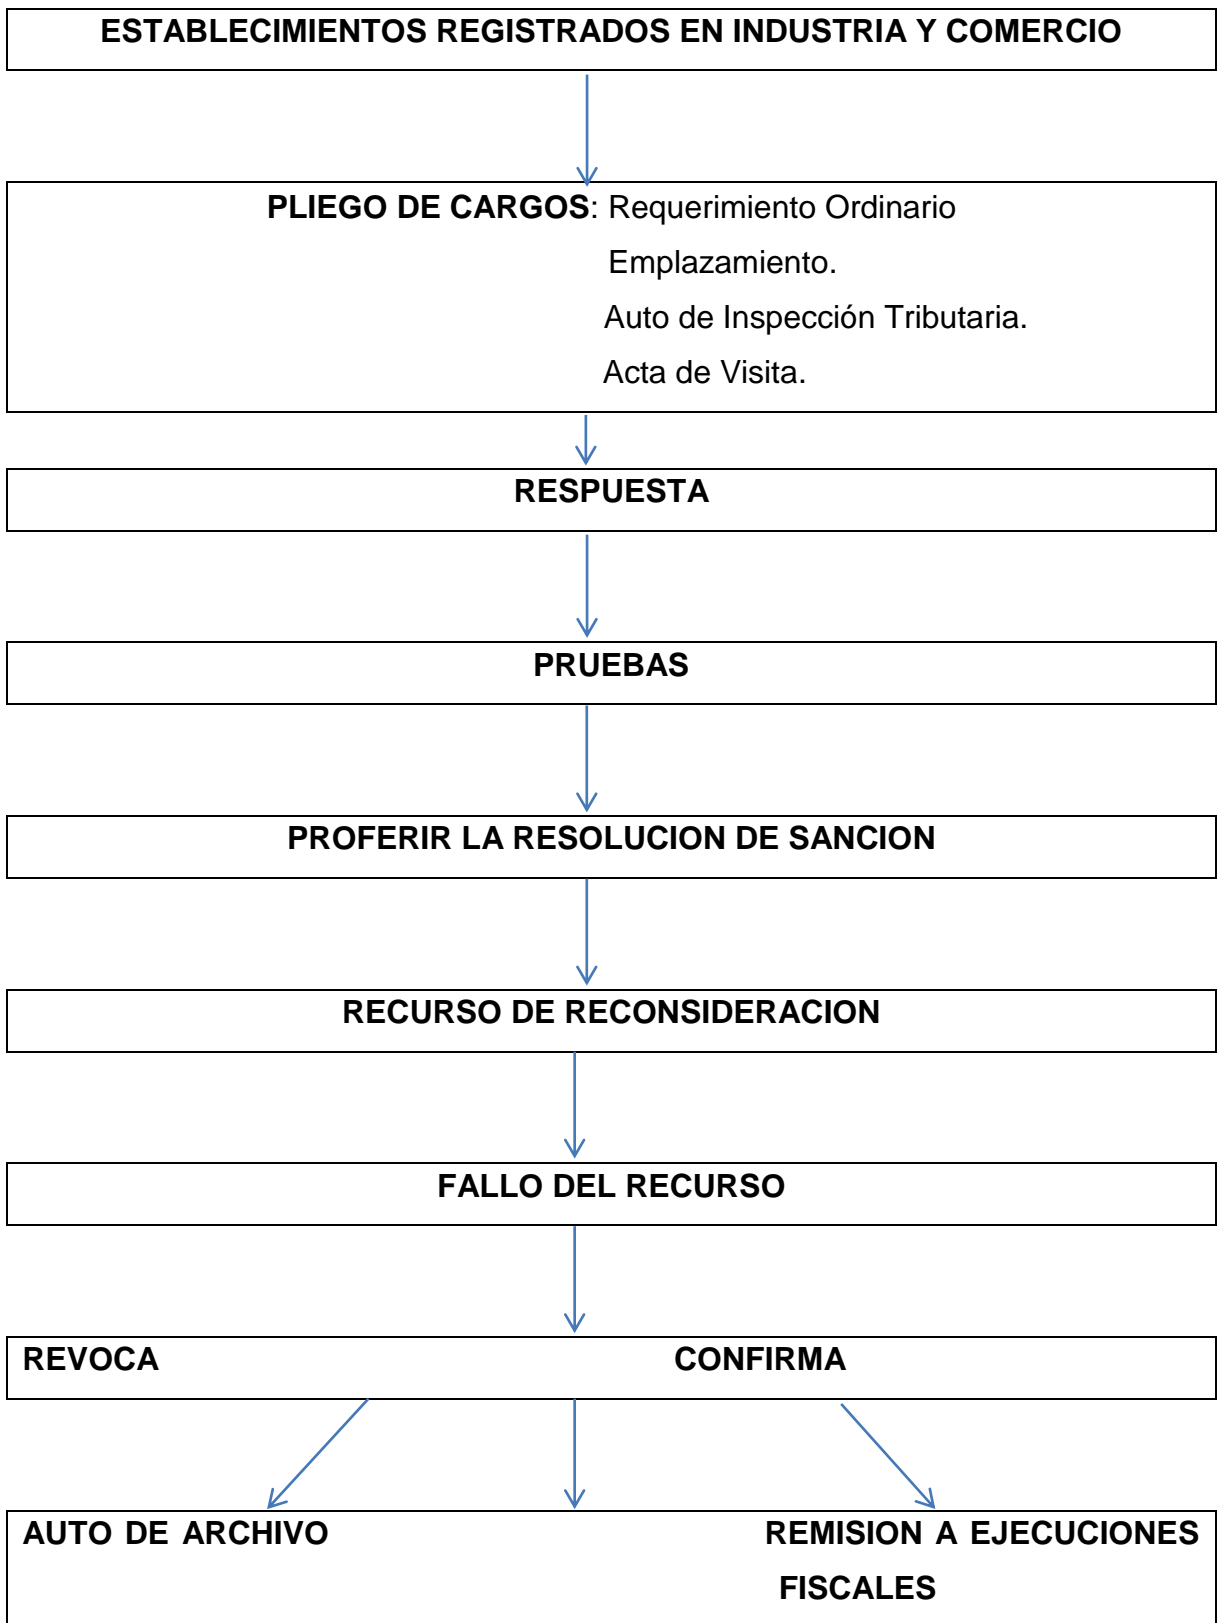 ESTABLECIMIENTOS REGISTRADOS EN INDUSTRIA Y COMERCIO
PLIEGO DE CARGOS: Requerimiento Ordinario
Emplazamiento.
Auto de Inspección Tributaria.
Acta de Visita.
RESPUESTA
PRUEBAS
PROFERIR LA RESOLUCION DE SANCION
RECURSO DE RECONSIDERACION
FALLO DEL RECURSO
REVOCA CONFIRMA
AUTO DE ARCHIVO REMISION A EJECUCIONES
FISCALES